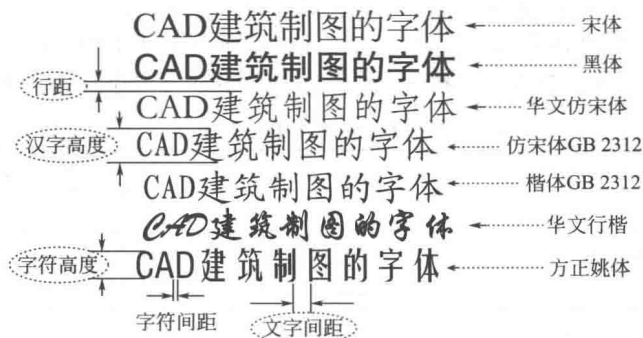 CAD建筑制图的字体 宋体
CAD建筑制图的字体 黑体
行距
CAD建筑制图的字体 华文仿宋体
汉字高度
CAD建筑制图的字体 仿宋体GB 2312
CAD建筑制图的字体 楷体GB 2312
CAD建筑制图的字体 华文行楷
字符高度
CAD建筑制图的字体 方正姚体
字符间距 文字间距